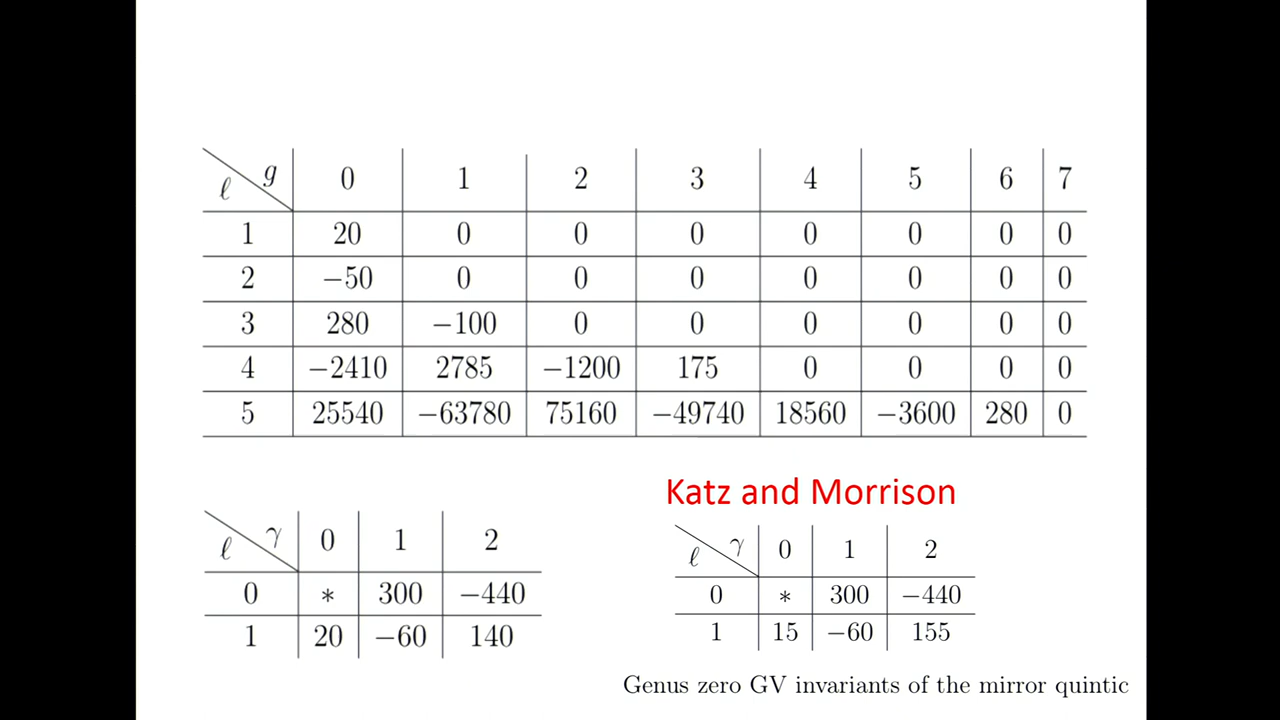 ℓ g 0 1 2 3 4 5 6 7
1 20 0 0 0 0 0 0 0
2 −50 0 0 0 0 0 0 0
3 280 −100 0 0 0 0 0 0
4 −2410 2785 −1200 175 0 0 0 0
5 25540 −63780 75160 −49740 18560 −3600 280 0
ℓ γ 0 1 2
0 * 300 −440
1 20 −60 140
Katz and Morrison
ℓ γ 0 1 2
0 * 300 −440
1 15 −60 155
Genus zero GV invariants of the mirror quintic